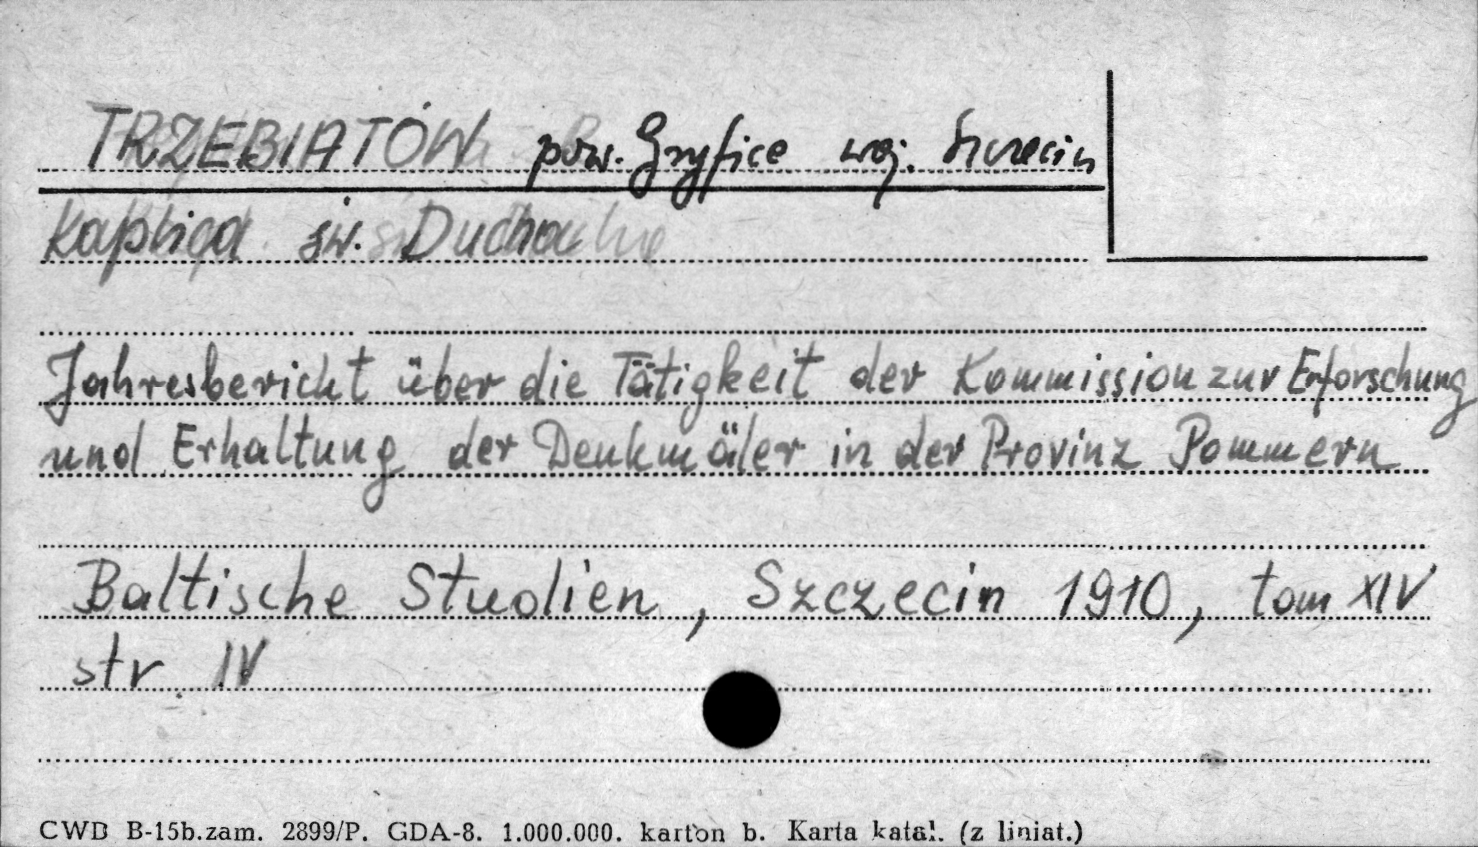 TRZEBIATÓW pow. Gryfice woj. Szczecin
Kaplica św. Ducha
Jahresbericht über die Tätigkeit der Kommission zur Erforschung
und Erhaltung der Denkmäler in der Provinz Pommern
Baltische Studien, Szczecin 1910, tom XIV
str. IV
CWD B-15b.zam. 2899/P. GDA-8. 1.000.000. karton b. Karta katal. (z liniat.)